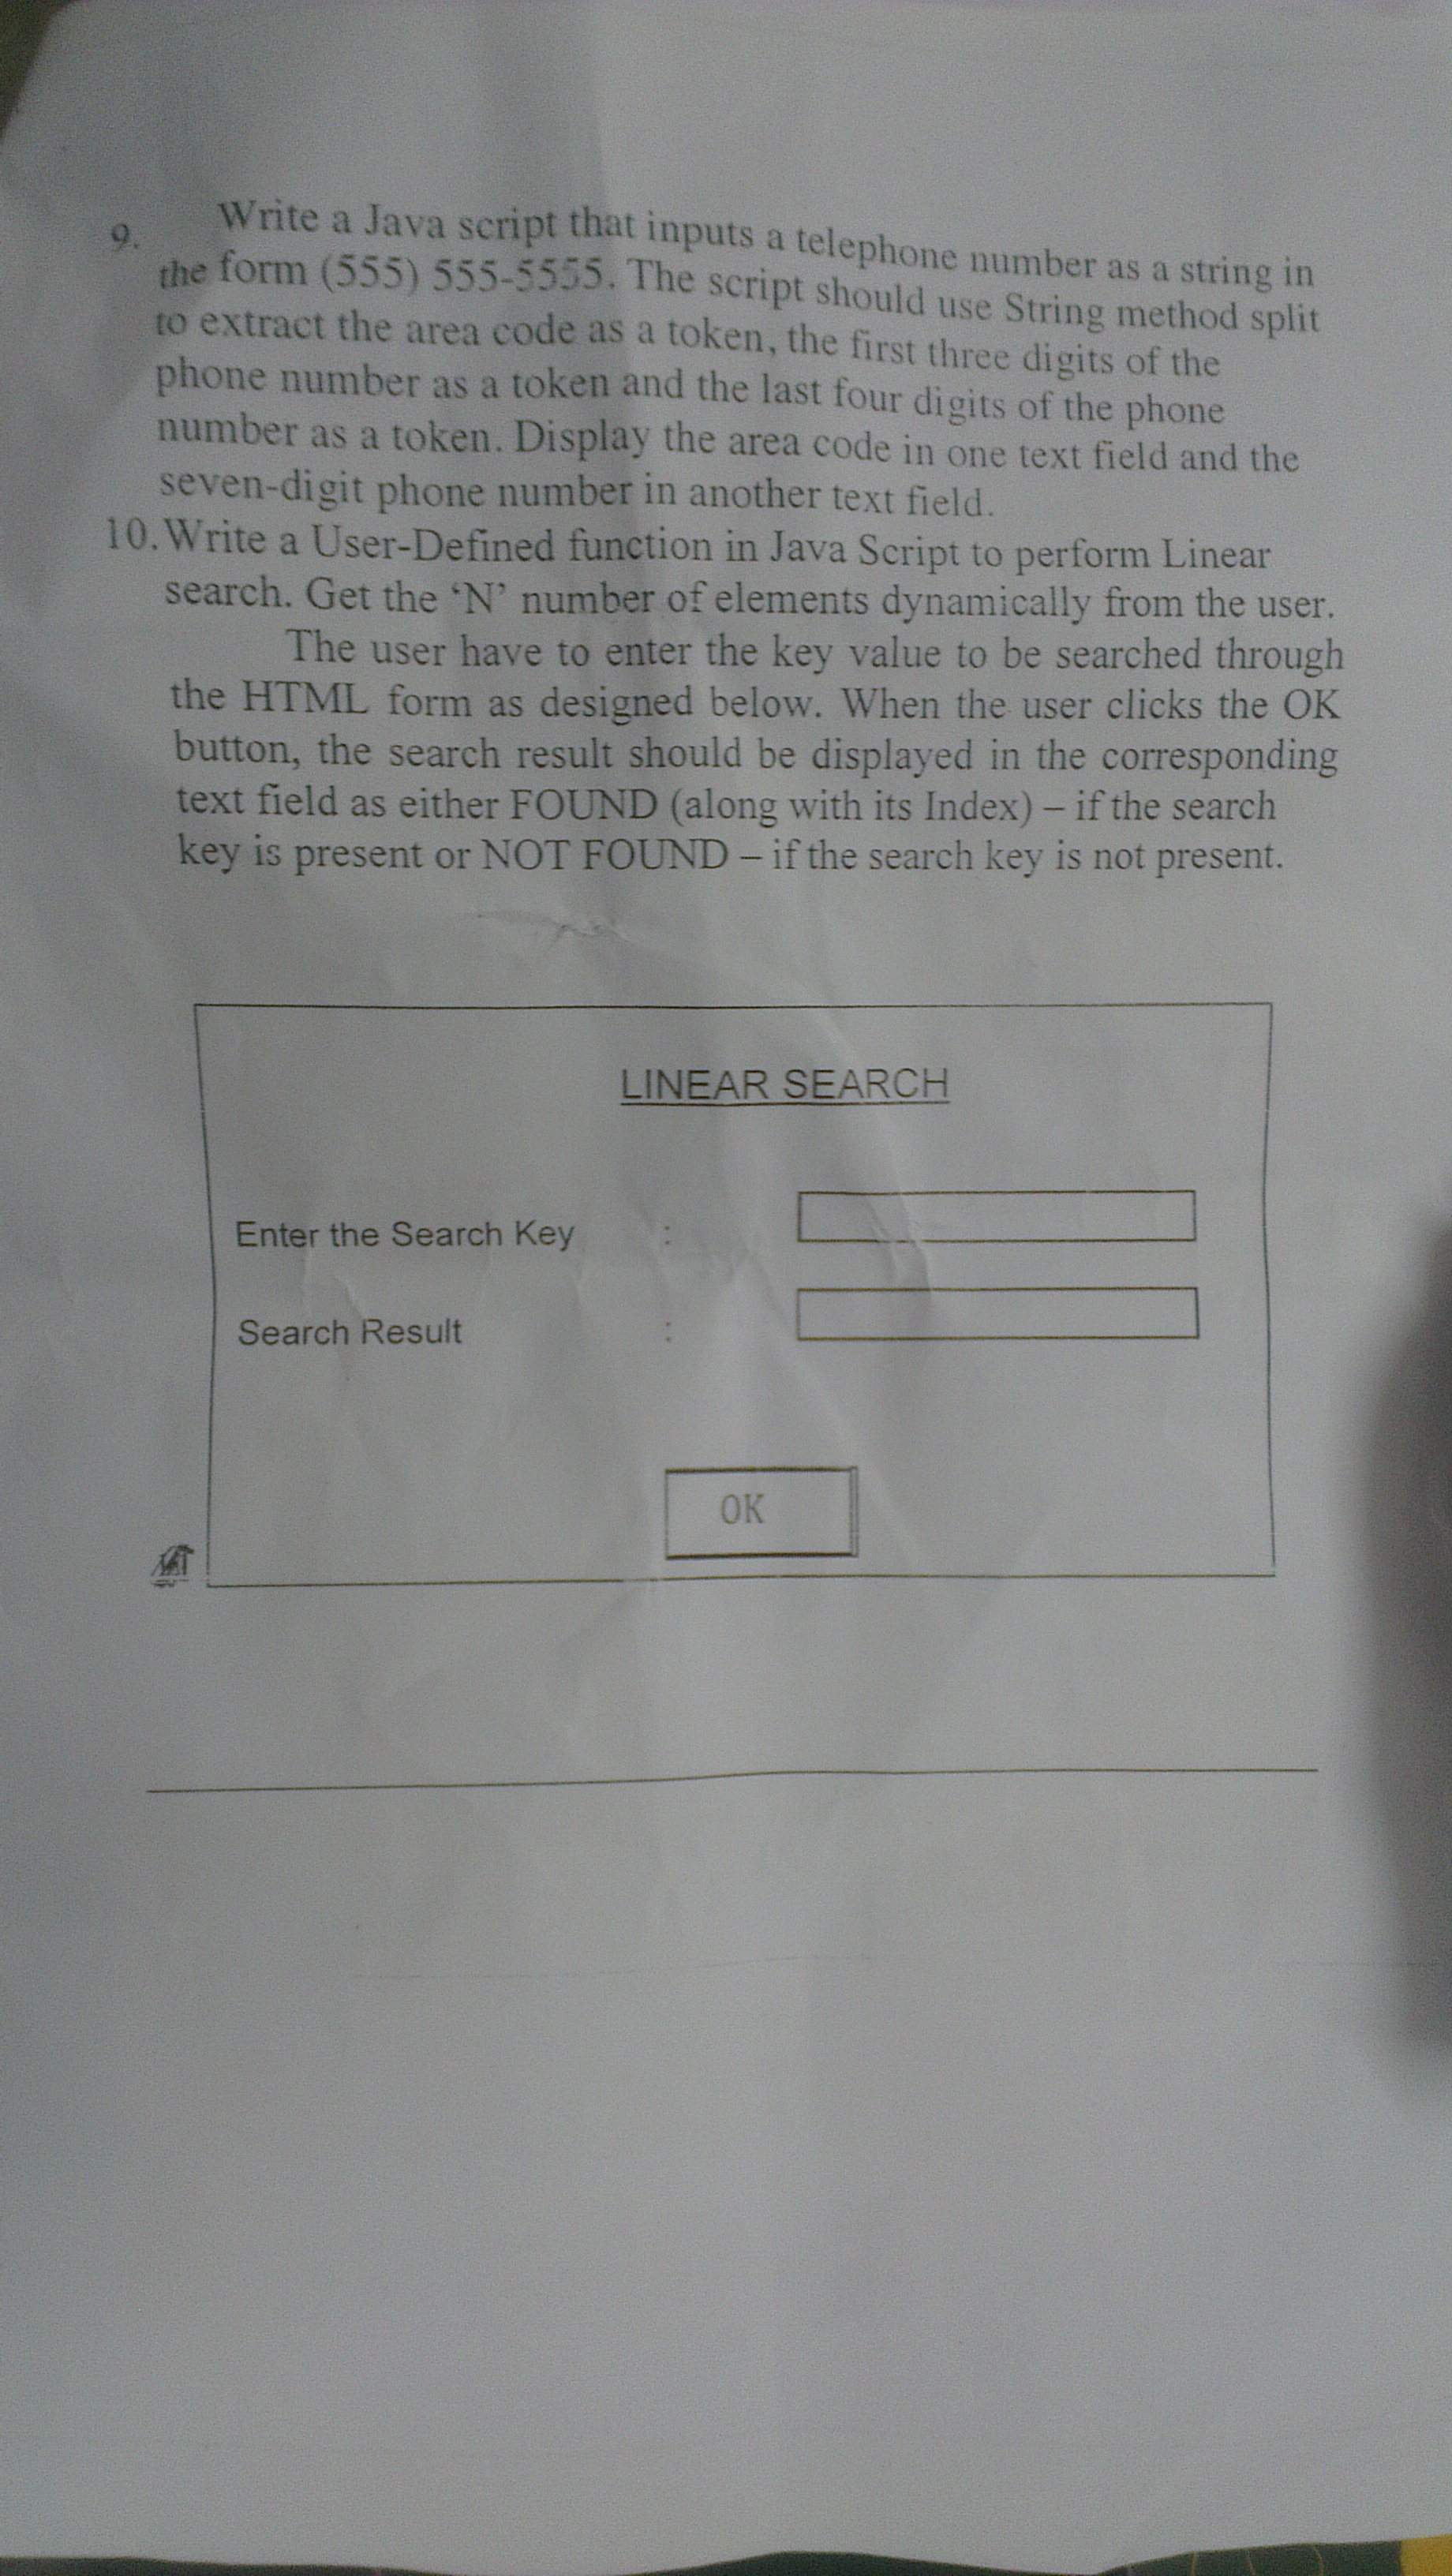 9. Write a Java script that inputs a telephone number as a string in
the form (555) 555-5555. The script should use String method split
to extract the area code as a token, the first three digits of the
phone number as a token and the last four digits of the phone
number as a token. Display the area code in one text field and the
seven-digit phone number in another text field.
10. Write a User-Defined function in Java Script to perform Linear
search. Get the ‘N’ number of elements dynamically from the user.
The user have to enter the key value to be searched through
the HTML form as designed below. When the user clicks the OK
button, the search result should be displayed in the corresponding
text field as either FOUND (along with its Index) – if the search
key is present or NOT FOUND – if the search key is not present.
LINEAR SEARCH
Enter the Search Key :
Search Result :
OK